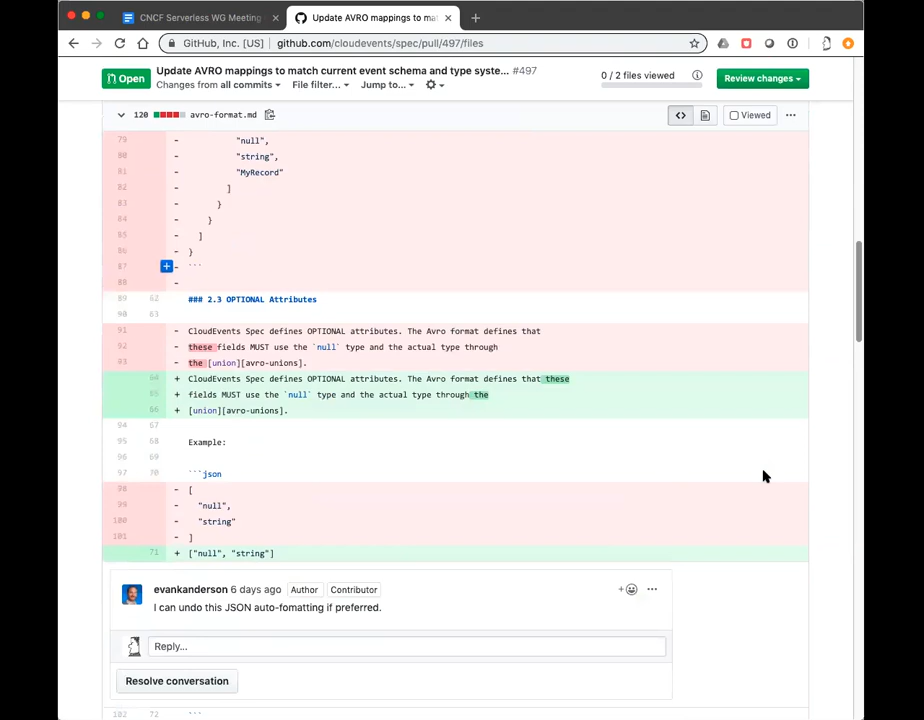 CNCF Serverless WG Meeting
Update AVRO mappings to mat
GitHub, Inc. [US]
github.com/cloudevents/spec/pull/497/files
Open
Update AVRO mappings to match current event schema and type syste... #497
Changes from all commits
File filter...
Jump to...
0 / 2 files viewed
Review changes
120
avro-format.md
Viewed
79 - "null",
80 - "string",
81 - "MyRecord"
82 - ]
83 - }
84 - }
85 - ]
86 - }
87 - ```
88 -
89 62 ### 2.3 OPTIONAL Attributes
90 63
91 - CloudEvents Spec defines OPTIONAL attributes. The Avro format defines that
92 - these fields MUST use the `null` type and the actual type through
93 - the [union][avro-unions].
64 + CloudEvents Spec defines OPTIONAL attributes. The Avro format defines that these
65 + fields MUST use the `null` type and the actual type through the
66 + [union][avro-unions].
94 67
95 68 Example:
96 69
97 70 ```json
98 - [
99 - "null",
100 - "string"
101 - ]
71 + ["null", "string"]
evankanderson 6 days ago Author Contributor
I can undo this JSON auto-fomatting if preferred.
Reply...
Resolve conversation
102 72 ```